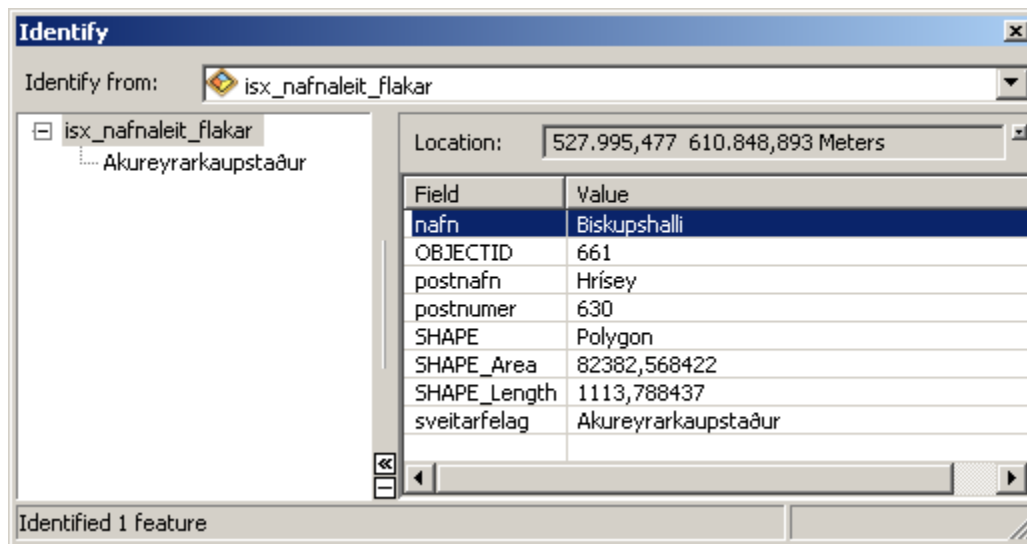 Identify
Identify from: isx_nafnaleit_flakar
isx_nafnaleit_flakar
Akureyrarkaupstaður
Location: 527.995,477 610.848,893 Meters
Field Value
nafn Biskupshalli
OBJECTID 661
postnafn Hrísey
postnumer 630
SHAPE Polygon
SHAPE_Area 82382,568422
SHAPE_Length 1113,788437
sveitarfelag Akureyrarkaupstaður
Identified 1 feature